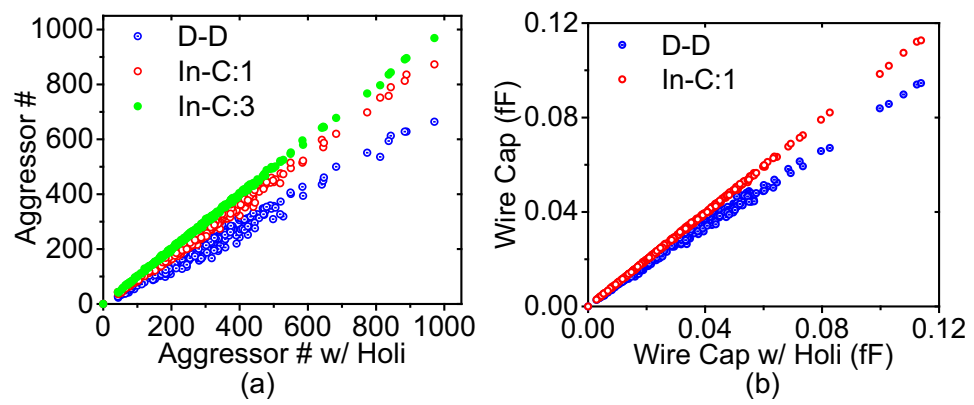 1000
800
600
400
200
0
Aggressor #
D-D
In-C:1
In-C:3
0 200 400 600 800 1000
Aggressor # w/ Holi
(a)
0.12
0.08
0.04
0.00
Wire Cap (fF)
D-D
In-C:1
0.00 0.04 0.08 0.12
Wire Cap w/ Holi (fF)
(b)